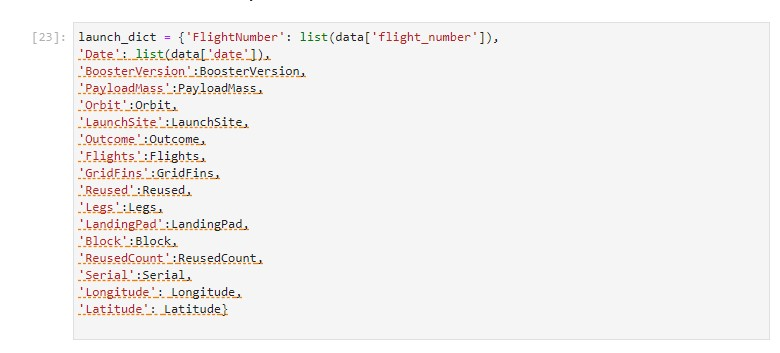 [23]: launch_dict = {'FlightNumber': list(data['flight_number']),
'Date': list(data['date']),
'BoosterVersion':BoosterVersion,
'PayloadMass':PayloadMass,
'Orbit':Orbit,
'LaunchSite':LaunchSite,
'Outcome':Outcome,
'Flights':Flights,
'GridFins':GridFins,
'Reused':Reused,
'Legs':Legs,
'LandingPad':LandingPad,
'Block':Block,
'ReusedCount':ReusedCount,
'Serial':Serial,
'Longitude': Longitude,
'Latitude': Latitude}